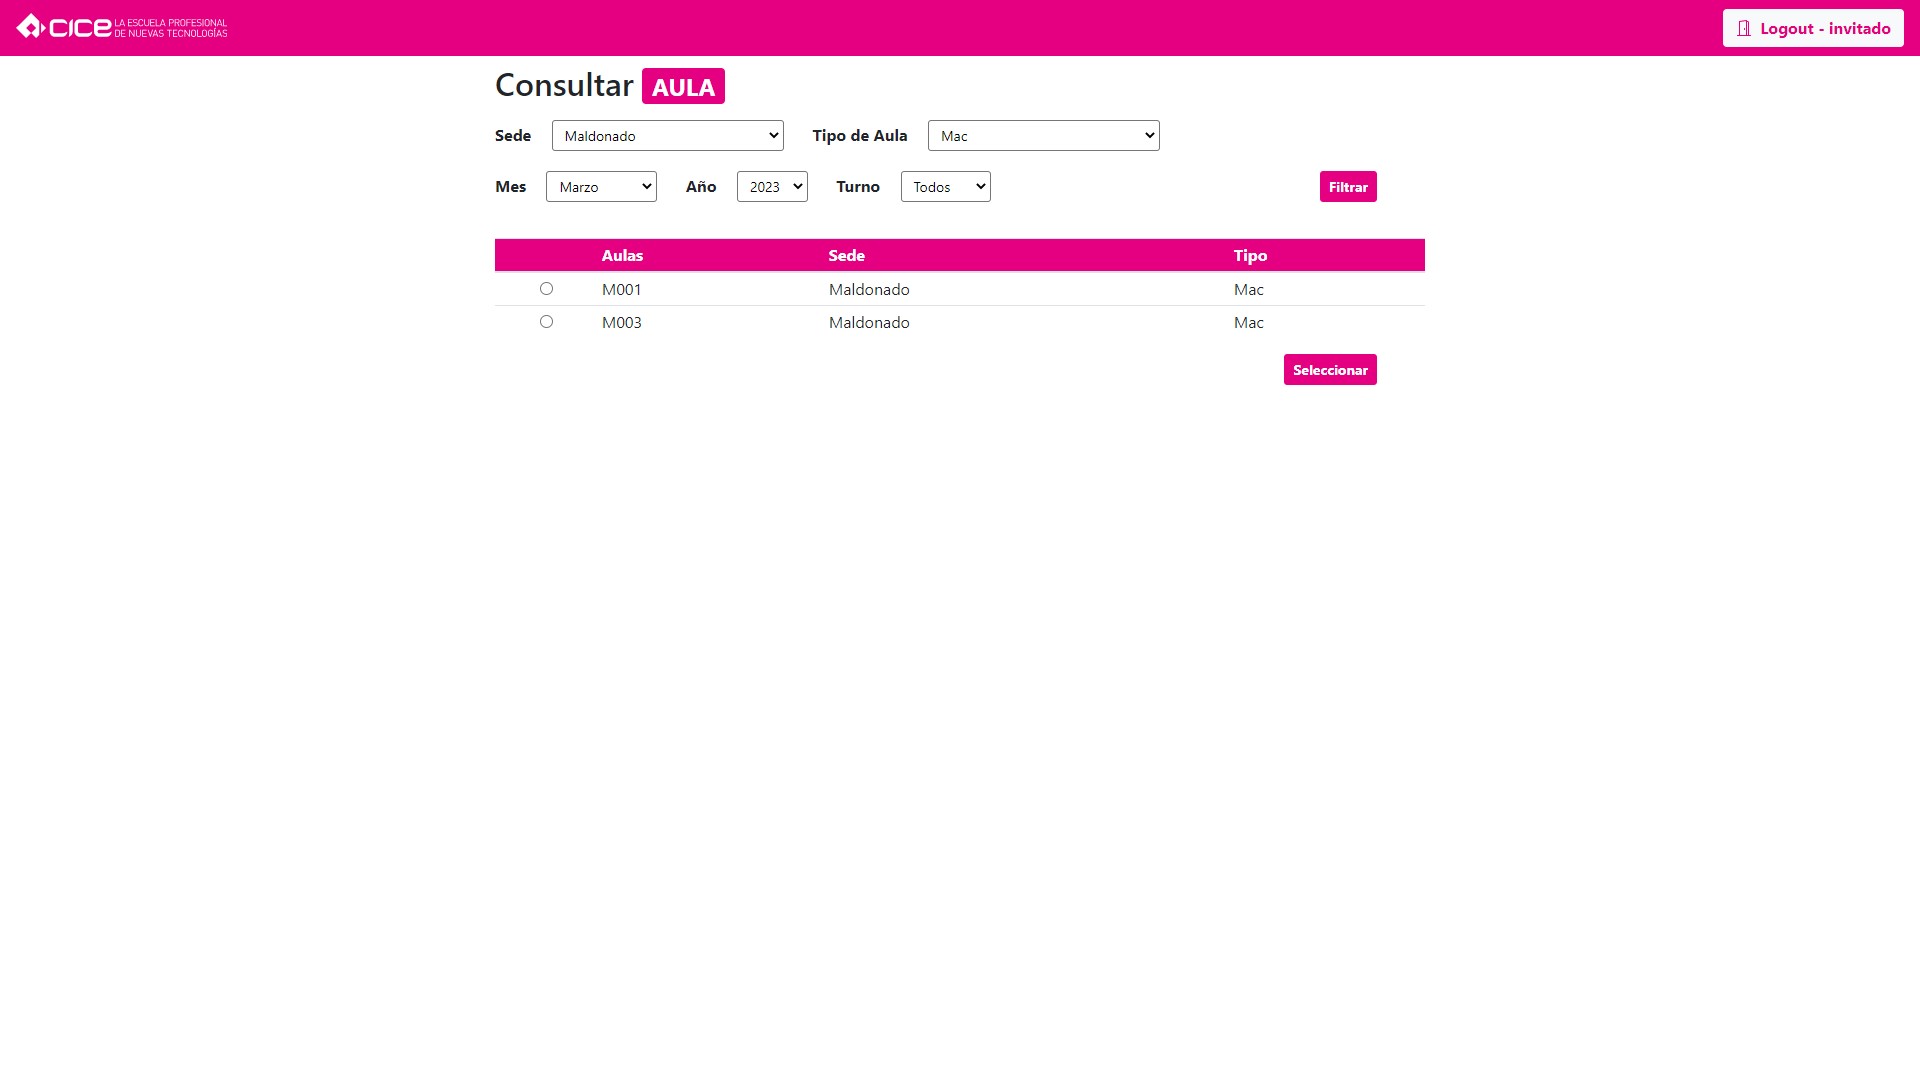 CICE LA ESCUELA PROFESIONAL
DE NUEVAS TECNOLOGÍAS
Logout - invitado
Consultar AULA
Sede Maldonado Tipo de Aula Mac
Mes Marzo Año 2023 Turno Todos Filtrar
Aulas Sede Tipo
M001 Maldonado Mac
M003 Maldonado Mac
Seleccionar